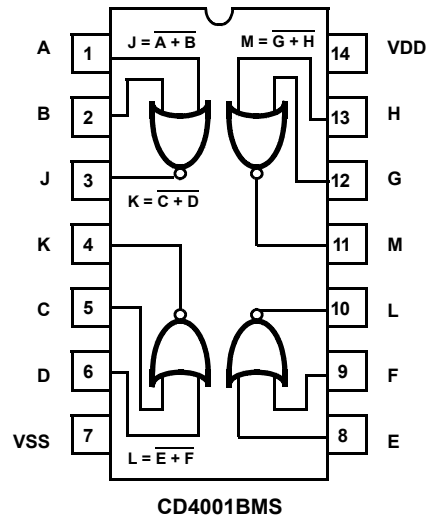 J = A + B
M = G + H
A 1
14 VDD
B 2
13 H
J 3
12 G
K = C + D
K 4
11 M
C 5
10 L
D 6
9 F
VSS 7
8 E
L = E + F
CD4001BMS